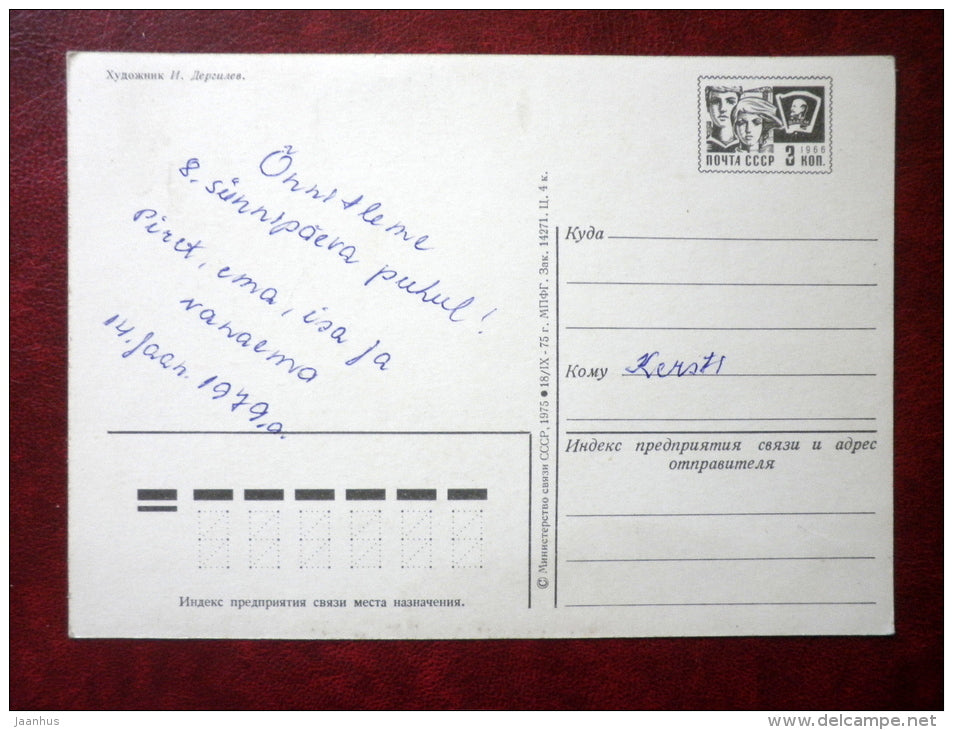 Художник И. Дергилев.
Õnnitleme
8. sünnipäeva puhul!
Piret, ema, isa ja
vanaema
14. Jaan. 1979.a.
1966
ПОЧТА СССР 3 КОП.
Куда
Кому Kersti
Индекс предприятия связи и адрес
отправителя
© Министерство связи СССР, 1975 ● 18/IX - 75 г. МПФГ. Зак. 14271. Ц. 4 к.
Индекс предприятия связи места назначения.
Jaanhus
www.delcampe.net